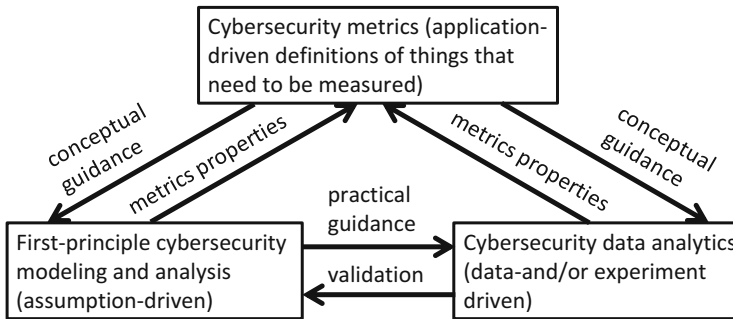 Cybersecurity metrics (application-
driven definitions of things that
need to be measured)
conceptual
guidance
metrics properties
metrics properties
conceptual
guidance
practical
guidance
validation
First-principle cybersecurity
modeling and analysis
(assumption-driven)
Cybersecurity data analytics
(data-and/or experiment
driven)